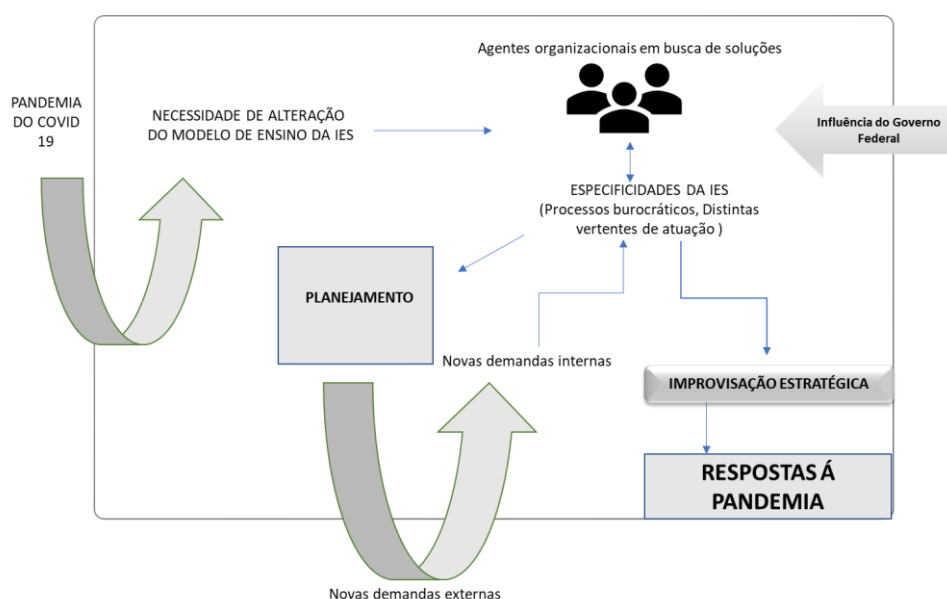 Agentes organizacionais em busca de soluções
PANDEMIA
DO COVID
19
NECESSIDADE DE ALTERAÇÃO
DO MODELO DE ENSINO DA IES
Influência do Governo
Federal
ESPECIFICIDADES DA IES
(Processos burocráticos, Distintas
vertentes de atuação )
PLANEJAMENTO
Novas demandas internas
IMPROVISAÇÃO ESTRATÉGICA
RESPOSTAS Á
PANDEMIA
Novas demandas externas